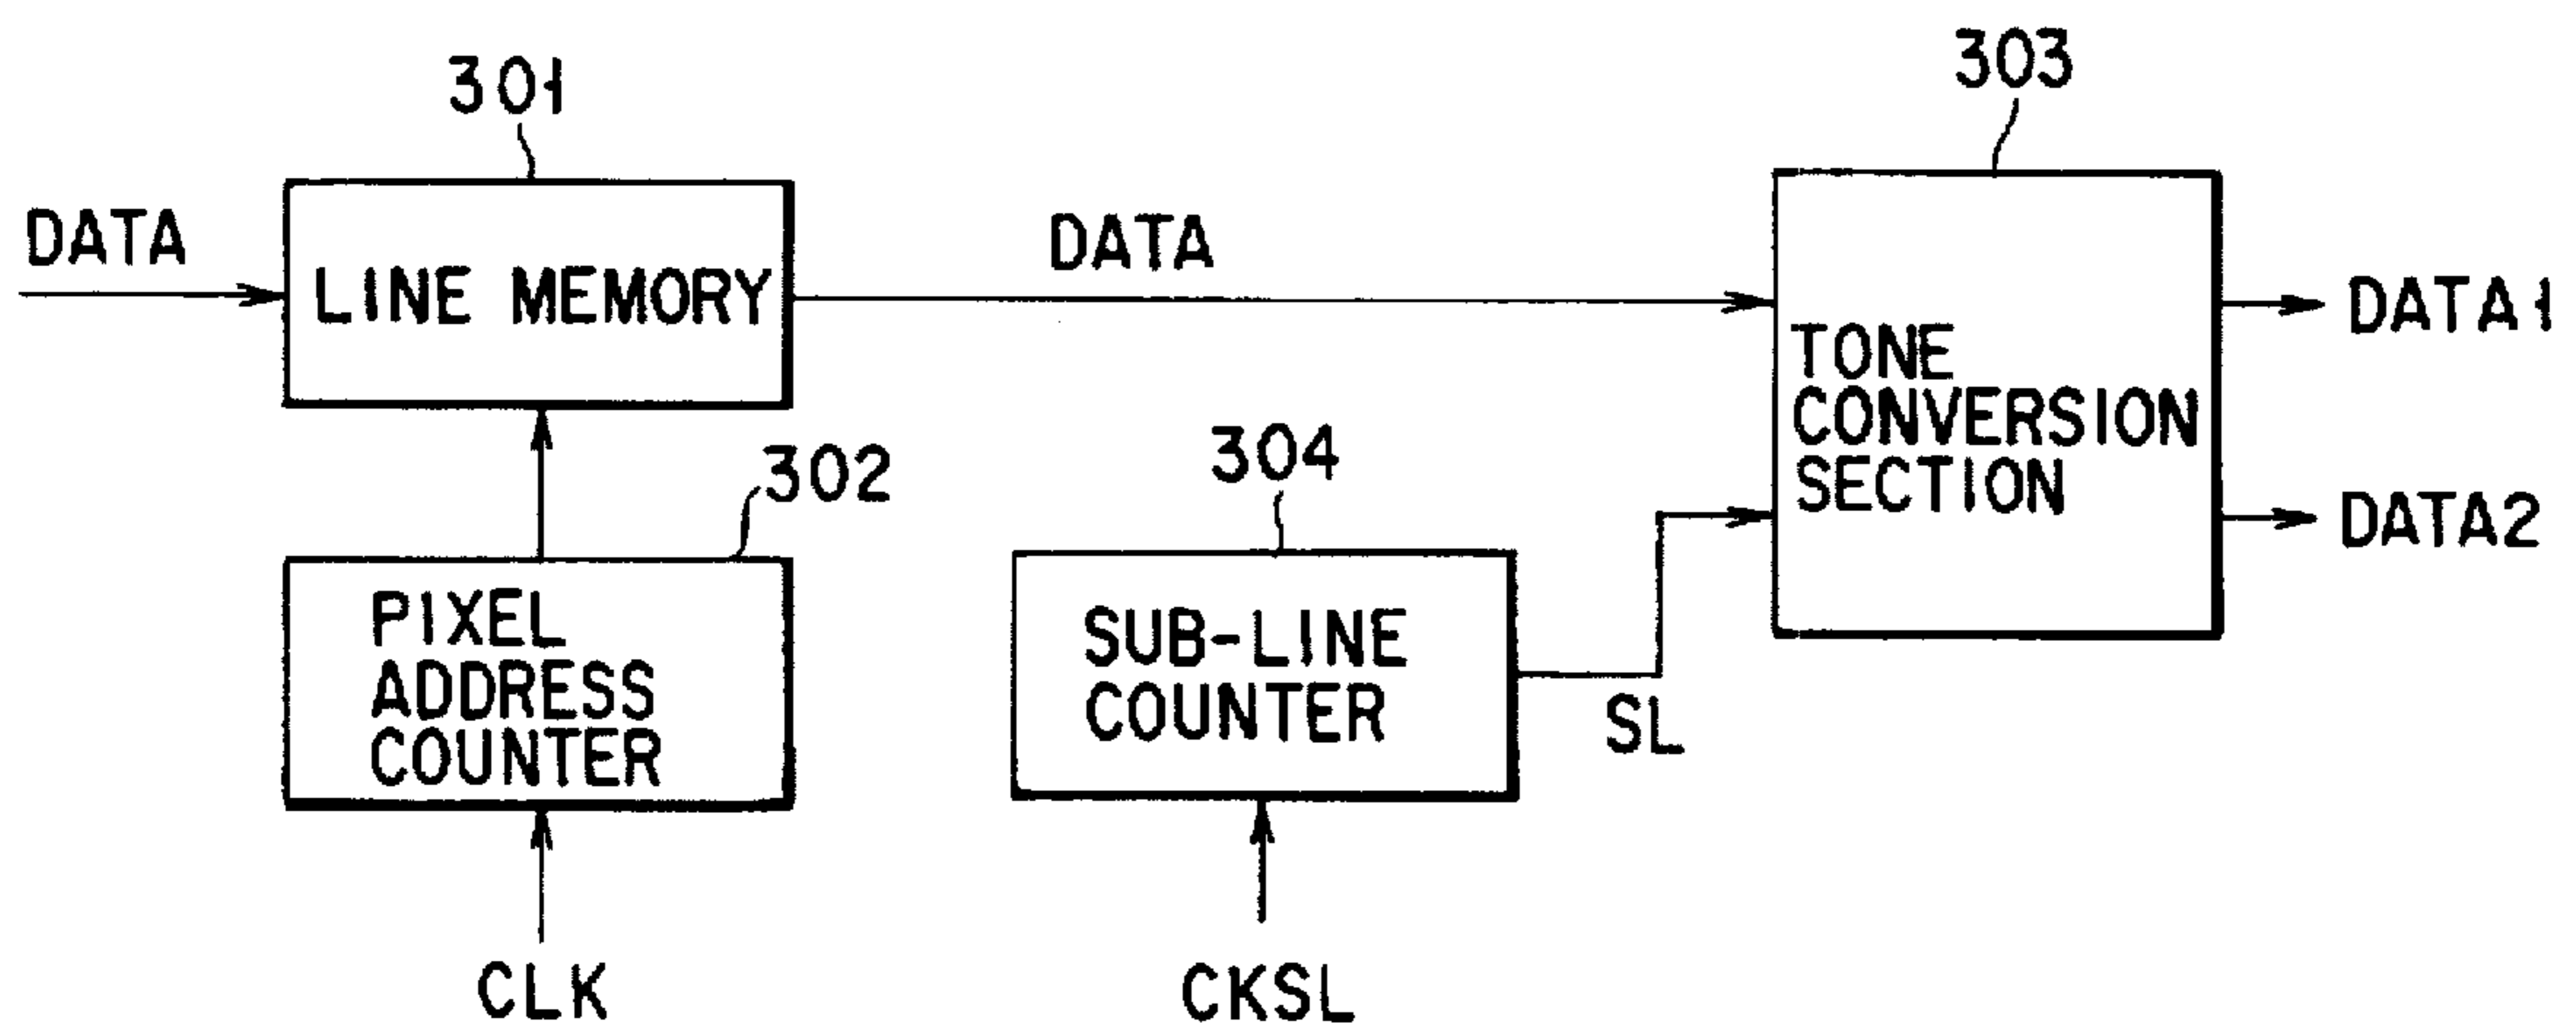 301
303
DATA
LINE MEMORY
DATA
TONE
CONVERSION
SECTION
DATA1
DATA2
302
304
PIXEL
ADDRESS
COUNTER
SUB-LINE
COUNTER
SL
CLK
CKSL